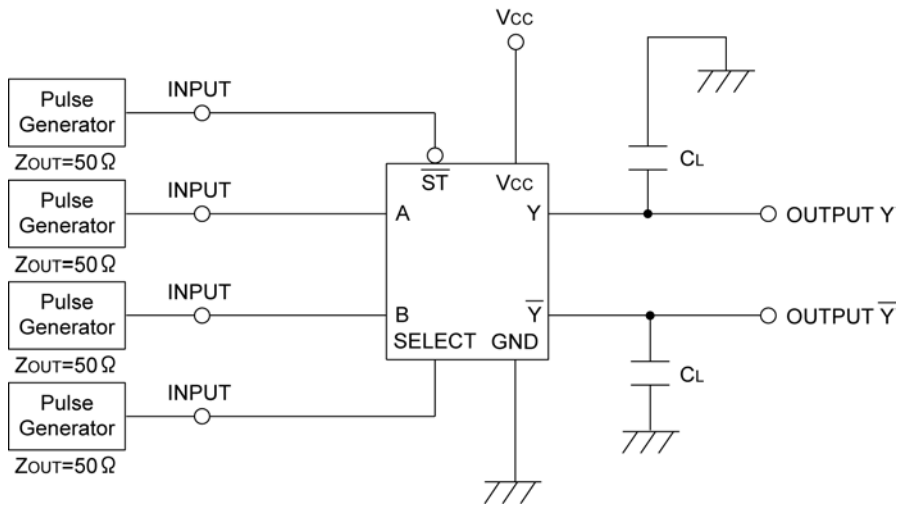 Vcc
Pulse
Generator
ZOUT=50Ω
INPUT
Pulse
Generator
ZOUT=50Ω
INPUT
Pulse
Generator
ZOUT=50Ω
INPUT
Pulse
Generator
ZOUT=50Ω
INPUT
S̅T̅
Vcc
A
Y
B
Y̅
SELECT
GND
CL
OUTPUT Y
OUTPUT Y̅
CL